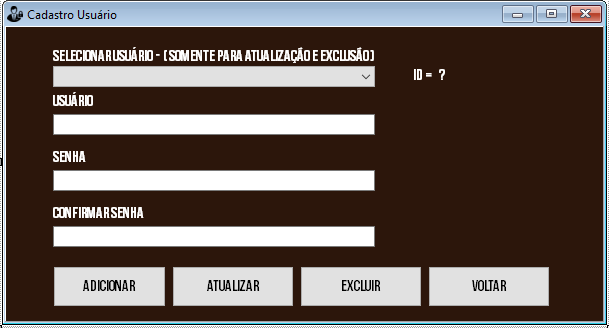 Cadastro Usuário
SELECIONAR USUÁRIO - (SOMENTE PARA ATUALIZAÇÃO E EXCLUSÃO)
ID = ?
USUÁRIO
SENHA
CONFIRMAR SENHA
ADICIONAR ATUALIZAR EXCLUIR VOLTAR